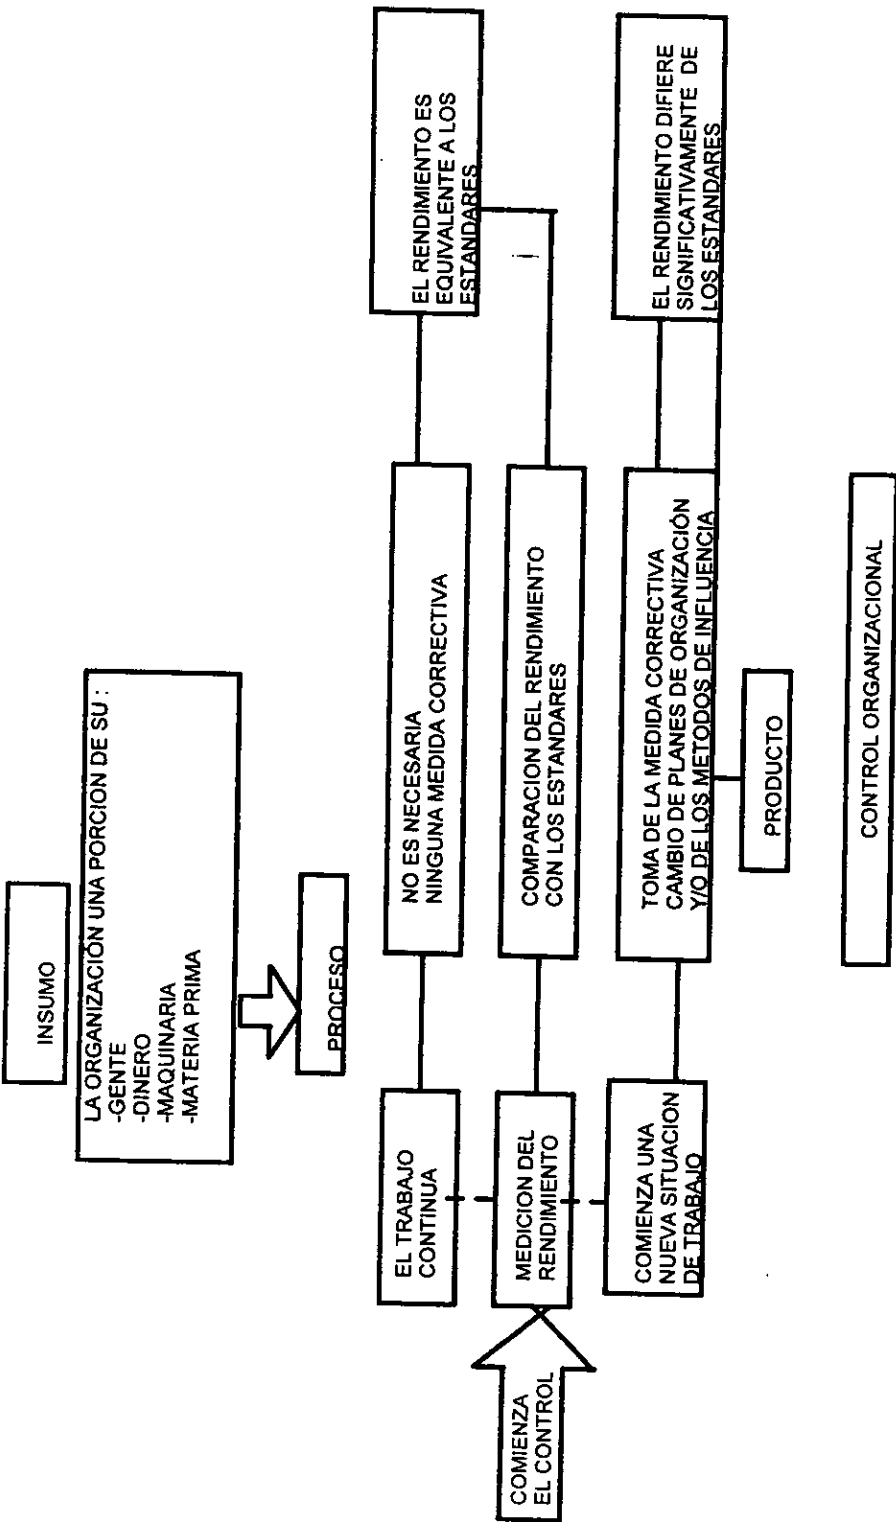 INSUMO
LA ORGANIZACIÓN UNA PORCION DE SU :
-GENTE
-DINERO
-MAQUINARIA
-MATERIA PRIMA
PROCESO
EL TRABAJO
CONTINUA
NO ES NECESARIA
NINGUNA MEDIDA CORRECTIVA
EL RENDIMIENTO ES
EQUIVALENTE A LOS
ESTANDARES
COMIENZA
EL CONTROL
MEDICION DEL
RENDIMIENTO
COMPARACION DEL RENDIMIENTO
CON LOS ESTANDARES
COMIENZA UNA
NUEVA SITUACION
DE TRABAJO
TOMA DE LA MEDIDA CORRECTIVA
CAMBIO DE PLANES DE ORGANIZACIÓN
Y/O DE LOS METODOS DE INFLUENCIA
EL RENDIMIENTO DIFIERE
SIGNIFICATIVAMENTE DE
LOS ESTANDARES
PRODUCTO
CONTROL ORGANIZACIONAL